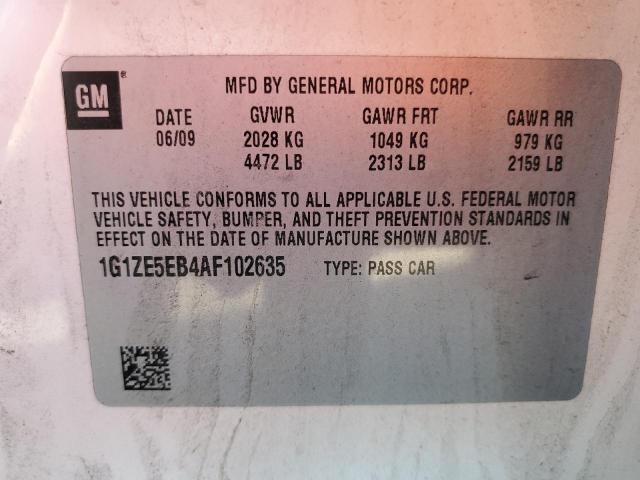 GM®
MFD BY GENERAL MOTORS CORP.
DATE GVWR GAWR FRT GAWR RR
06/09 2028 KG 1049 KG 979 KG
4472 LB 2313 LB 2159 LB
THIS VEHICLE CONFORMS TO ALL APPLICABLE U.S. FEDERAL MOTOR
VEHICLE SAFETY, BUMPER, AND THEFT PREVENTION STANDARDS IN
EFFECT ON THE DATE OF MANUFACTURE SHOWN ABOVE.
1G1ZE5EB4AF102635 TYPE: PASS CAR